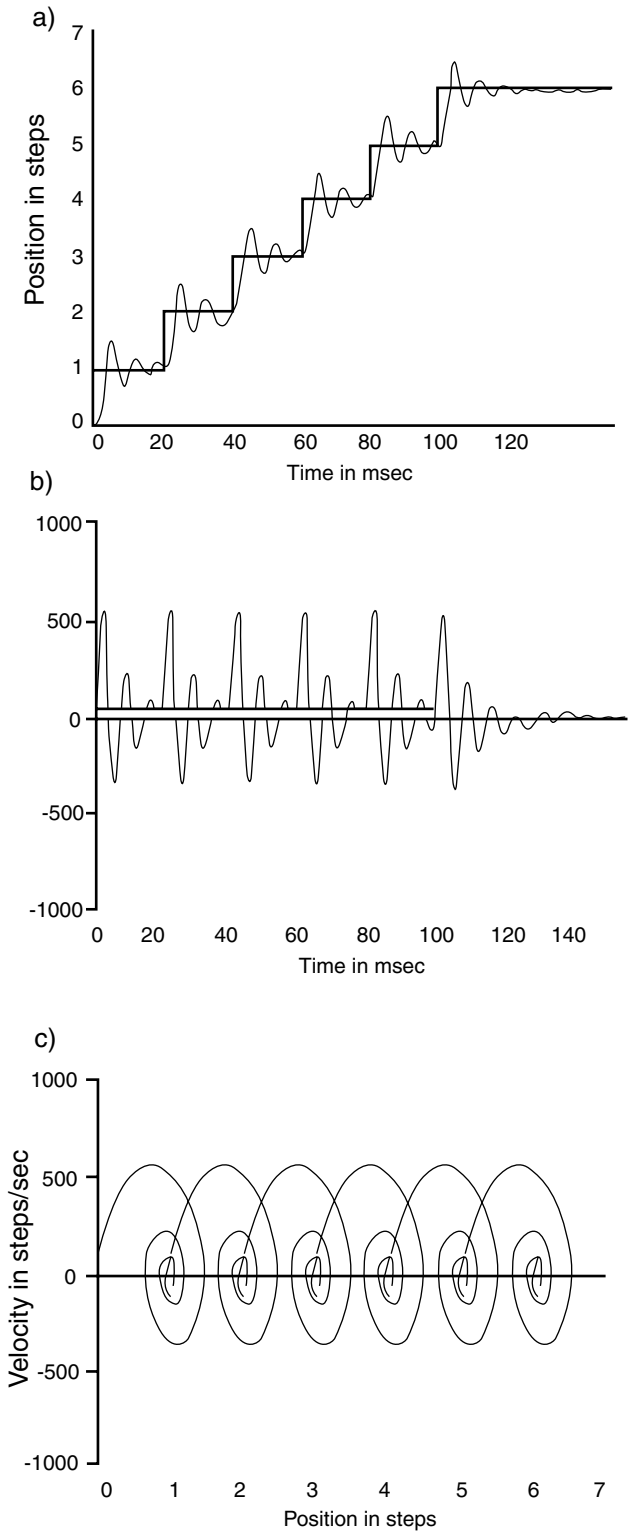 a)
7
6
5
4
3
2
1
0
Position in steps
0 20 40 60 80 100 120
Time in msec
b)
1000
500
0
-500
-1000
0 20 40 60 80 100 120 140
Time in msec
c)
1000
500
0
-500
-1000
Velocity in steps/sec
0 1 2 3 4 5 6 7
Position in steps